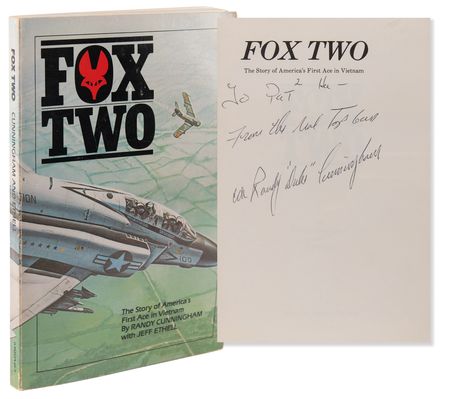 FOX TWO
CUNNINGHAM AND ETHELL
FOX
TWO
100
The Story of America's
First Ace in Vietnam
By RANDY CUNNINGHAM
with JEFF ETHELL
FOX TWO
The Story of America's First Ace in Vietnam
To Pat
From the Top Gun
Randy "Duke" Cunningham